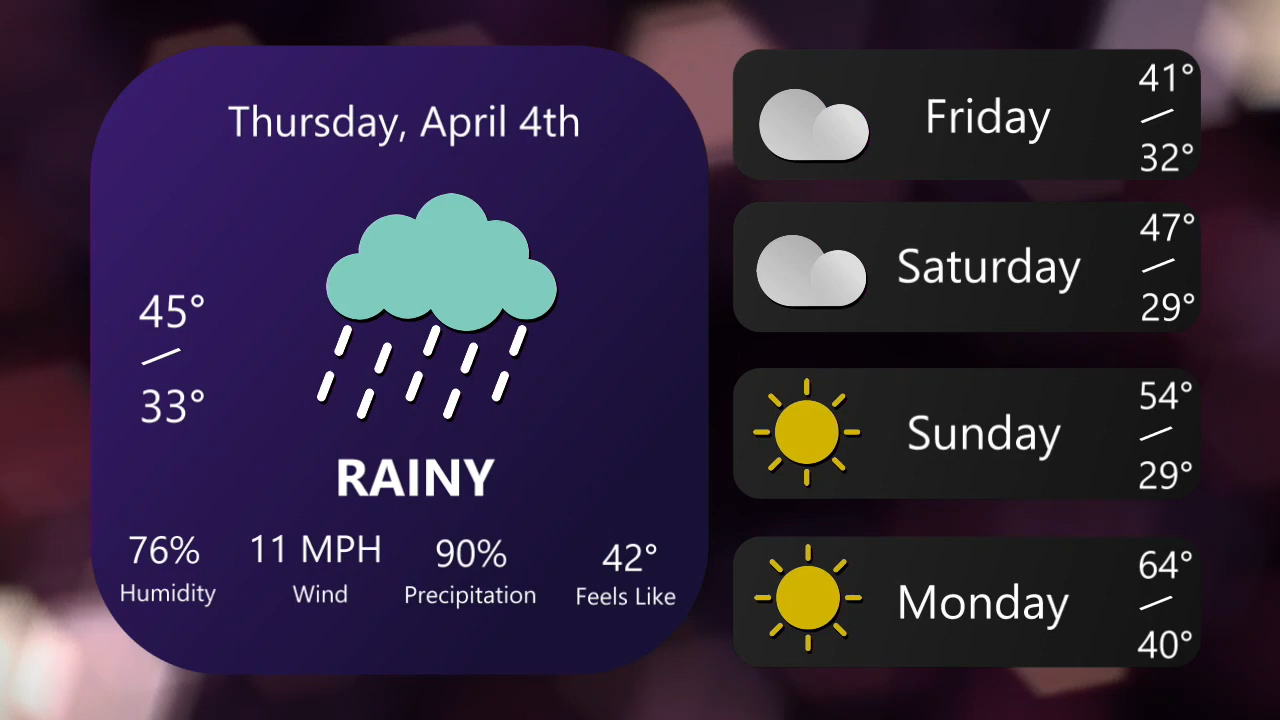 Thursday, April 4th
45°
33°
RAINY
76%
Humidity
11 MPH
Wind
90%
Precipitation
42°
Feels Like
Friday
41°
32°
Saturday
47°
29°
Sunday
54°
29°
Monday
64°
40°